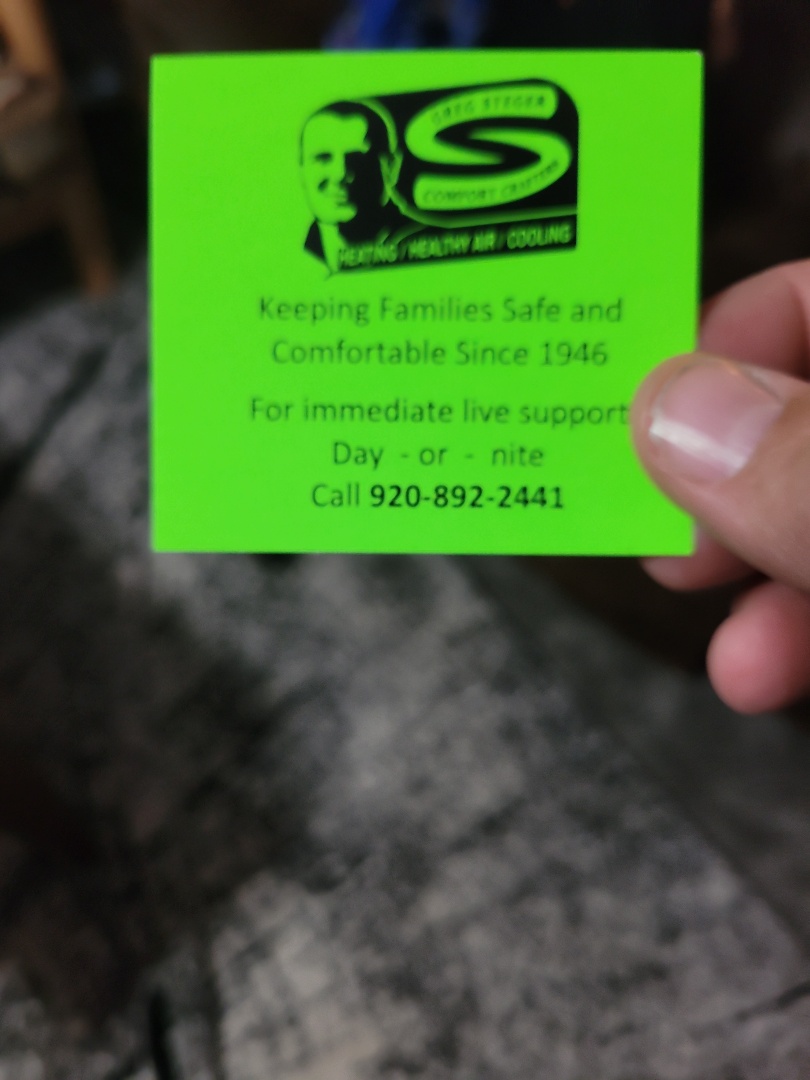 GREG STEGER
S
COMFORT CRAFTERS
HEATING / HEALTHY AIR / COOLING
Keeping Families Safe and
Comfortable Since 1946
For immediate live support
Day - or - nite
Call 920-892-2441